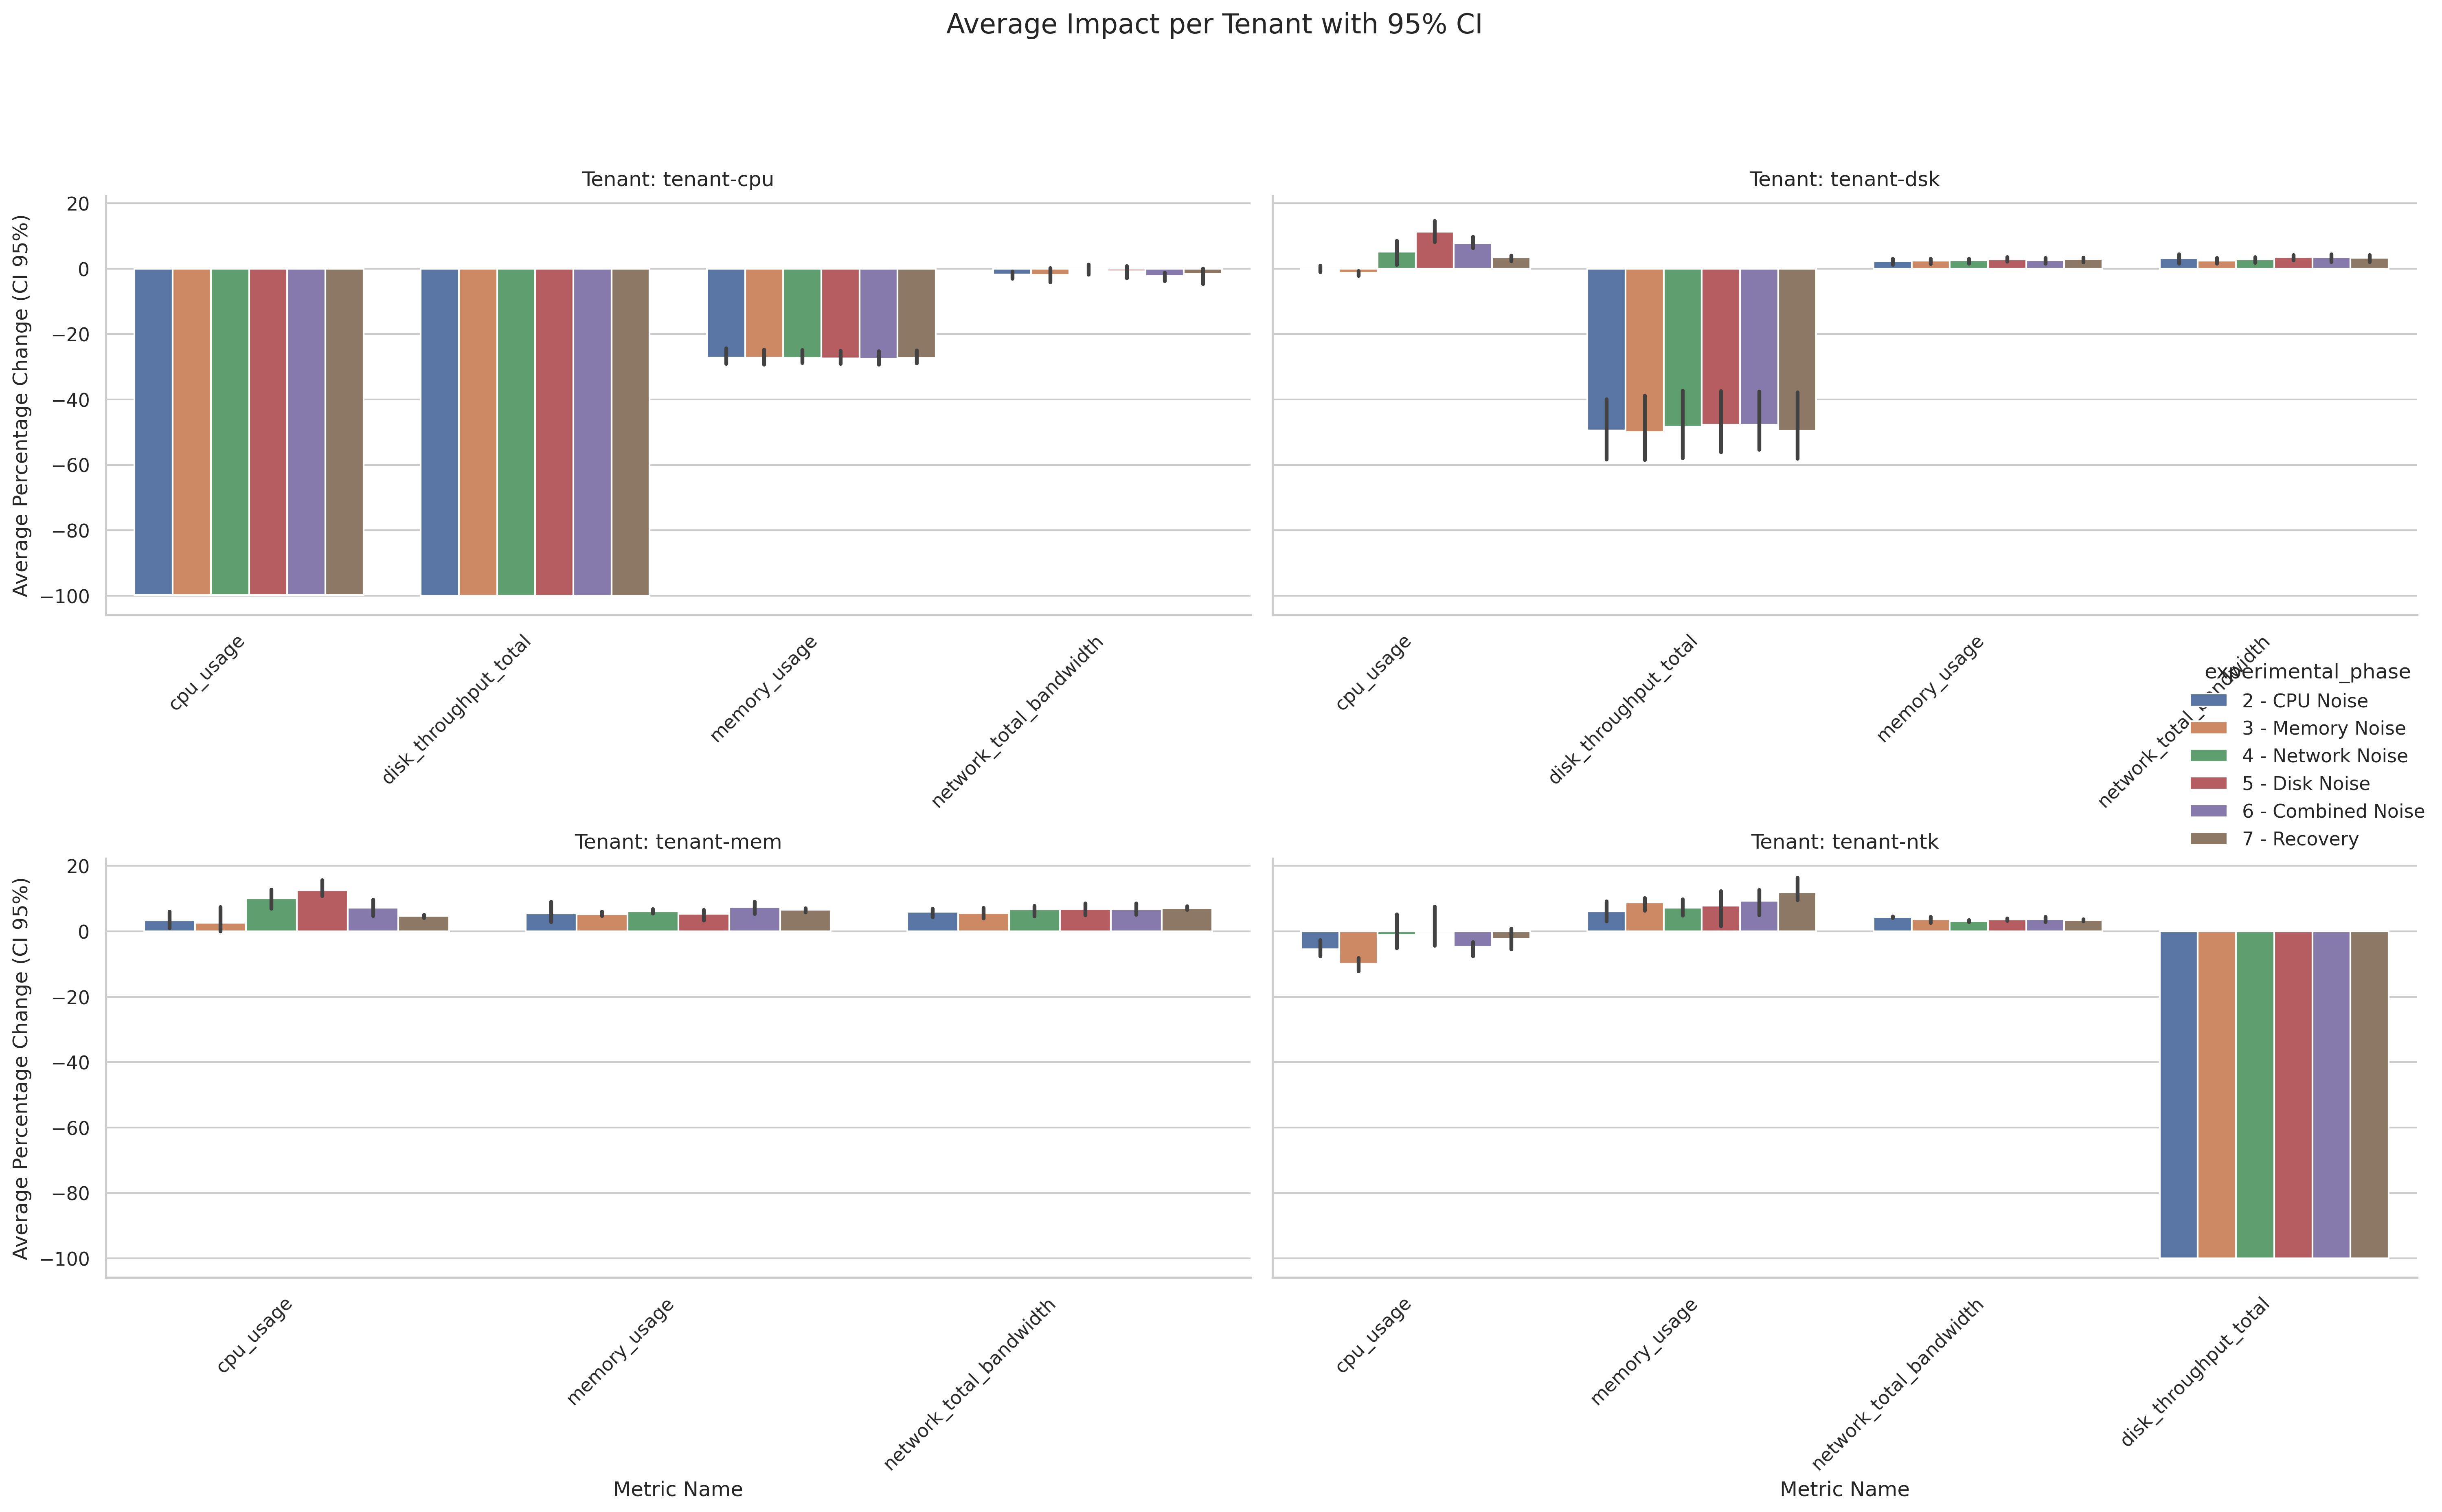 Average Impact per Tenant with 95% CI
Tenant: tenant-cpu
Average Percentage Change (CI 95%)
20
0
−20
−40
−60
−80
−100
cpu_usage
disk_throughput_total
memory_usage
network_total_bandwidth
Tenant: tenant-dsk
cpu_usage
disk_throughput_total
memory_usage
network_total_bandwidth
experimental_phase
2 - CPU Noise
3 - Memory Noise
4 - Network Noise
5 - Disk Noise
6 - Combined Noise
7 - Recovery
Tenant: tenant-mem
Average Percentage Change (CI 95%)
20
0
−20
−40
−60
−80
−100
cpu_usage
memory_usage
network_total_bandwidth
Metric Name
Tenant: tenant-ntk
cpu_usage
memory_usage
network_total_bandwidth
disk_throughput_total
Metric Name